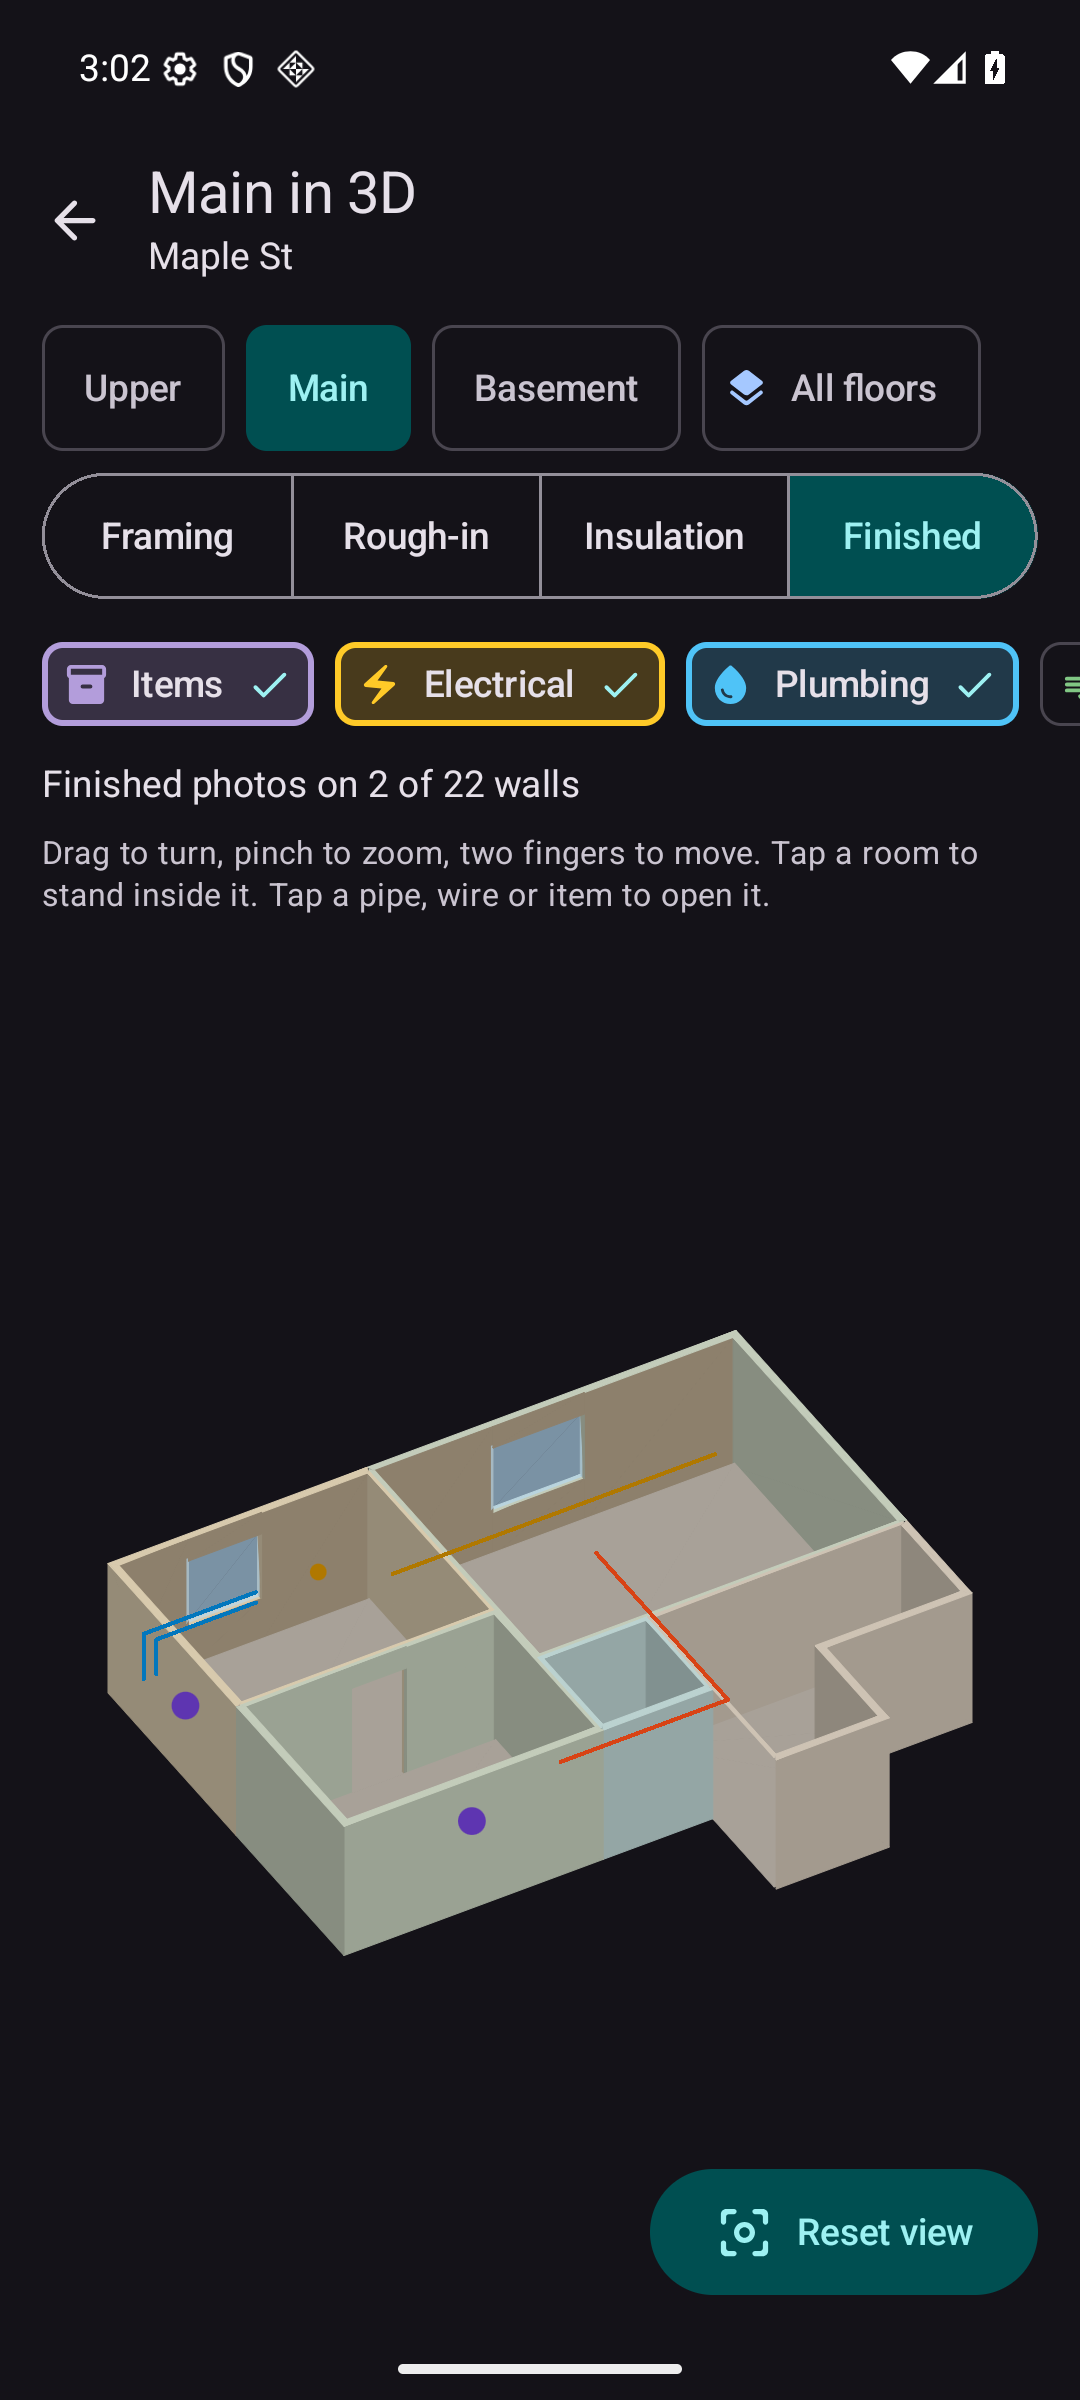 3:02
Main in 3D
Maple St
Upper
Main
Basement
All floors
Framing
Rough-in
Insulation
Finished
Items
Electrical
Plumbing
Finished photos on 2 of 22 walls
Drag to turn, pinch to zoom, two fingers to move. Tap a room to
stand inside it. Tap a pipe, wire or item to open it.
Reset view